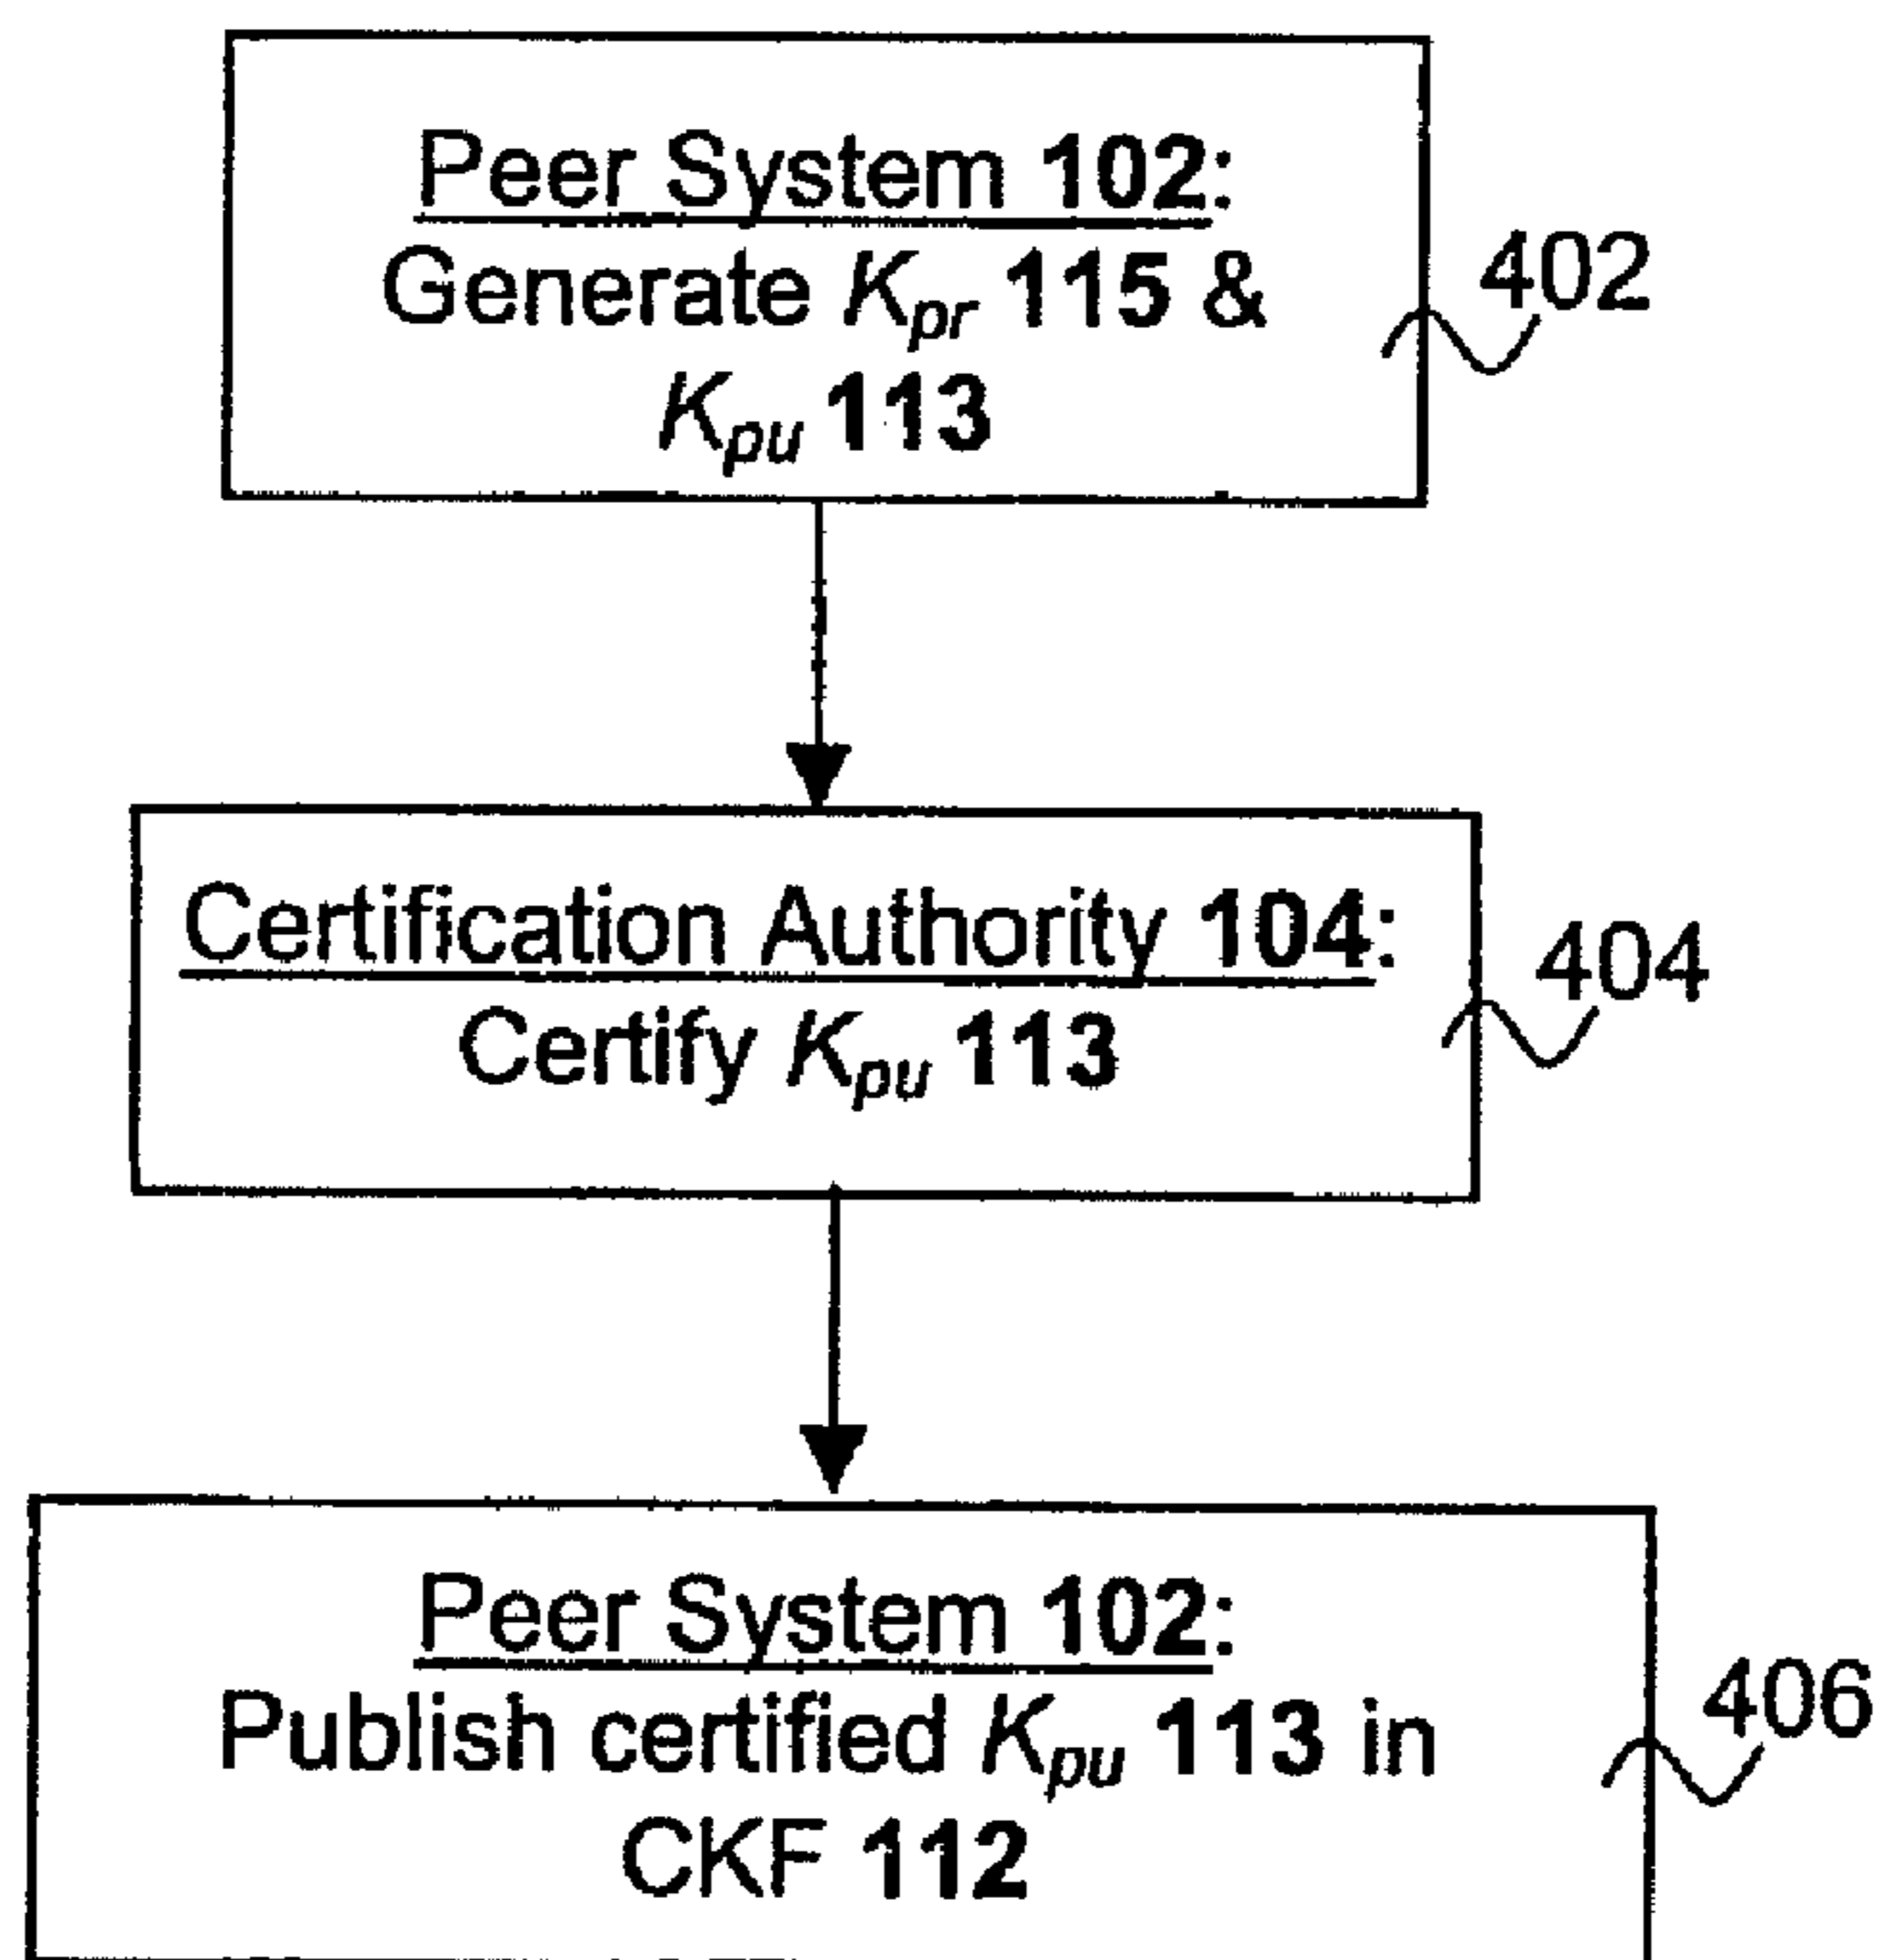 Peer System 102:
Generate Kpr 115 &
Kpu 113
402
Certification Authority 104:
Certify Kpu 113
404
Peer System 102:
Publish certified Kpu 113 in
CKF 112
406